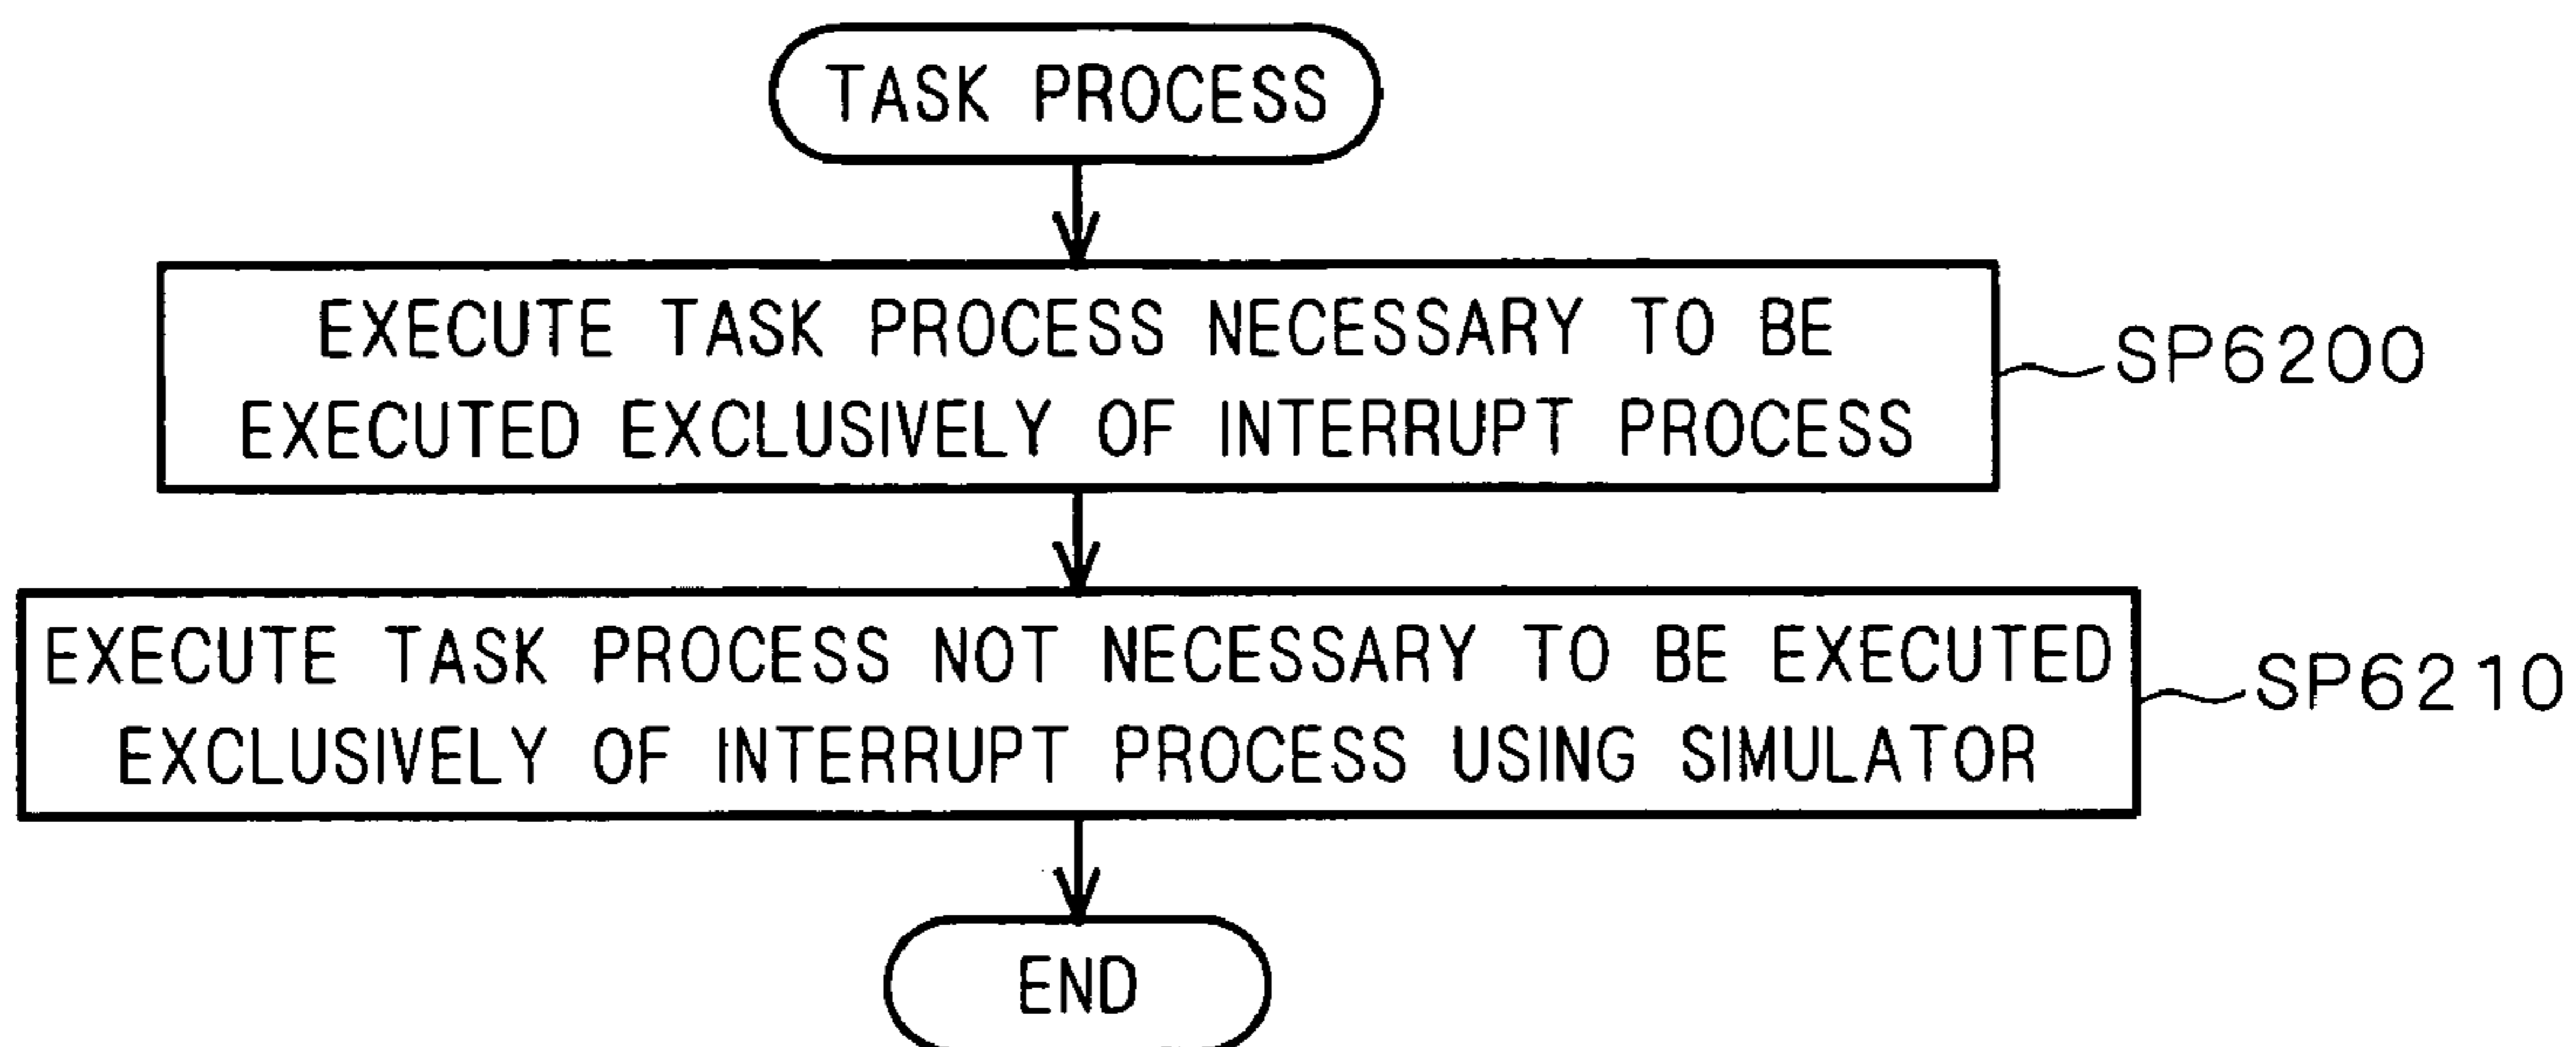 TASK PROCESS
EXECUTE TASK PROCESS NECESSARY TO BE
EXECUTED EXCLUSIVELY OF INTERRUPT PROCESS
SP6200
EXECUTE TASK PROCESS NOT NECESSARY TO BE EXECUTED
EXCLUSIVELY OF INTERRUPT PROCESS USING SIMULATOR
SP6210
END